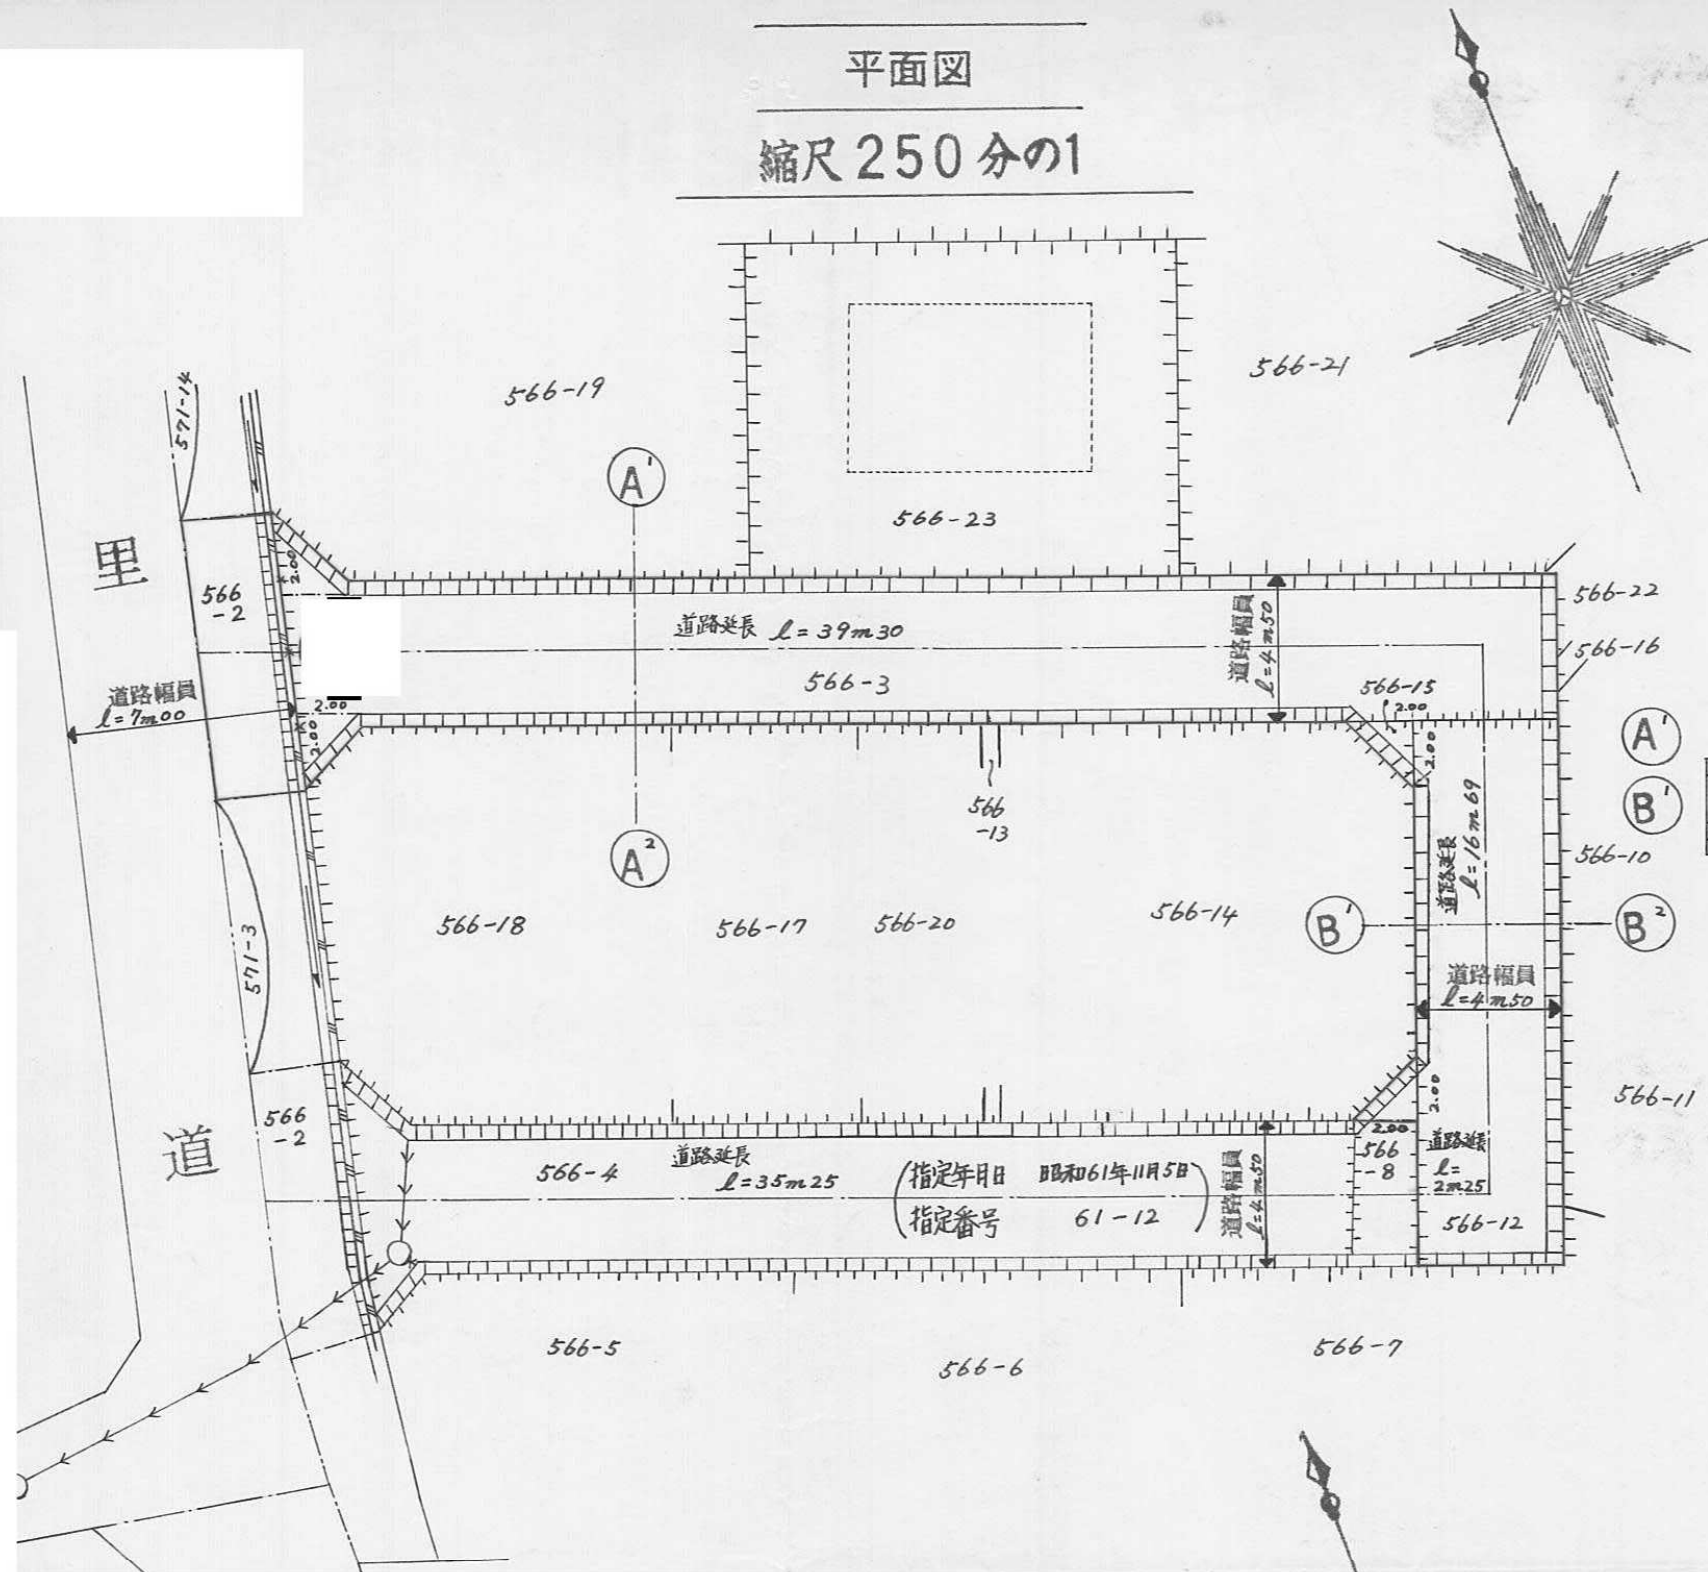 平面図
縮尺250分の1
566-19
566-21
571-14
A'
566-23
里
566
-2
2.00
道路延長 l=39m30
道路幅員
l=4m50
566-22
566-16
566-3
566-15
道路幅員
l=7m00
2.00
2.00
2.00
2.00
A'
B'
566
-13
道路延長
l=16m69
566-10
A²
566-18
566-17
566-20
566-14
B'
B²
571-3
道路幅員
l=4m50
566-11
566
-2
2.00
2.00
道
566-4
道路延長
l=35m25
指定年月日 昭和61年11月5日
指定番号 61-12
道路幅員
l=4m50
566
-8
道路延長
l=
2m25
566-12
566-5
566-6
566-7